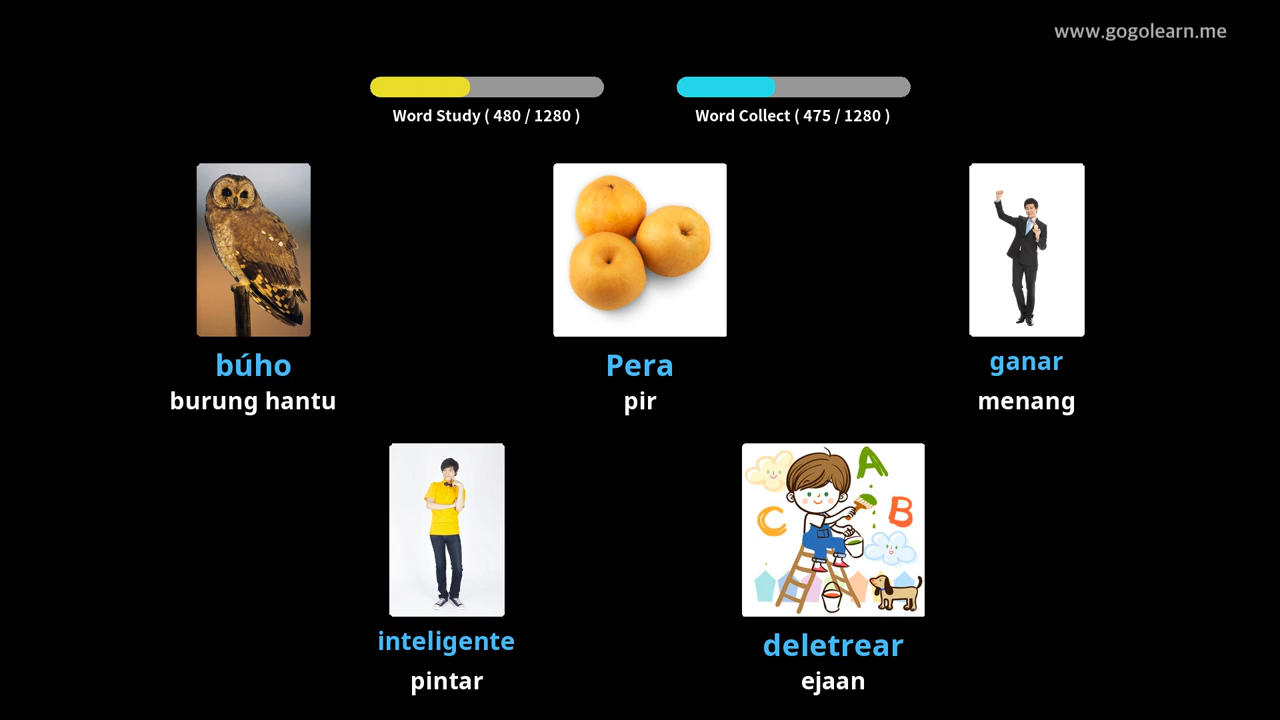 www.gogolearn.me
Word Study ( 480 / 1280 )
Word Collect ( 475 / 1280 )
búho
burung hantu
Pera
pir
ganar
menang
inteligente
pintar
A
B
C
deletrear
ejaan